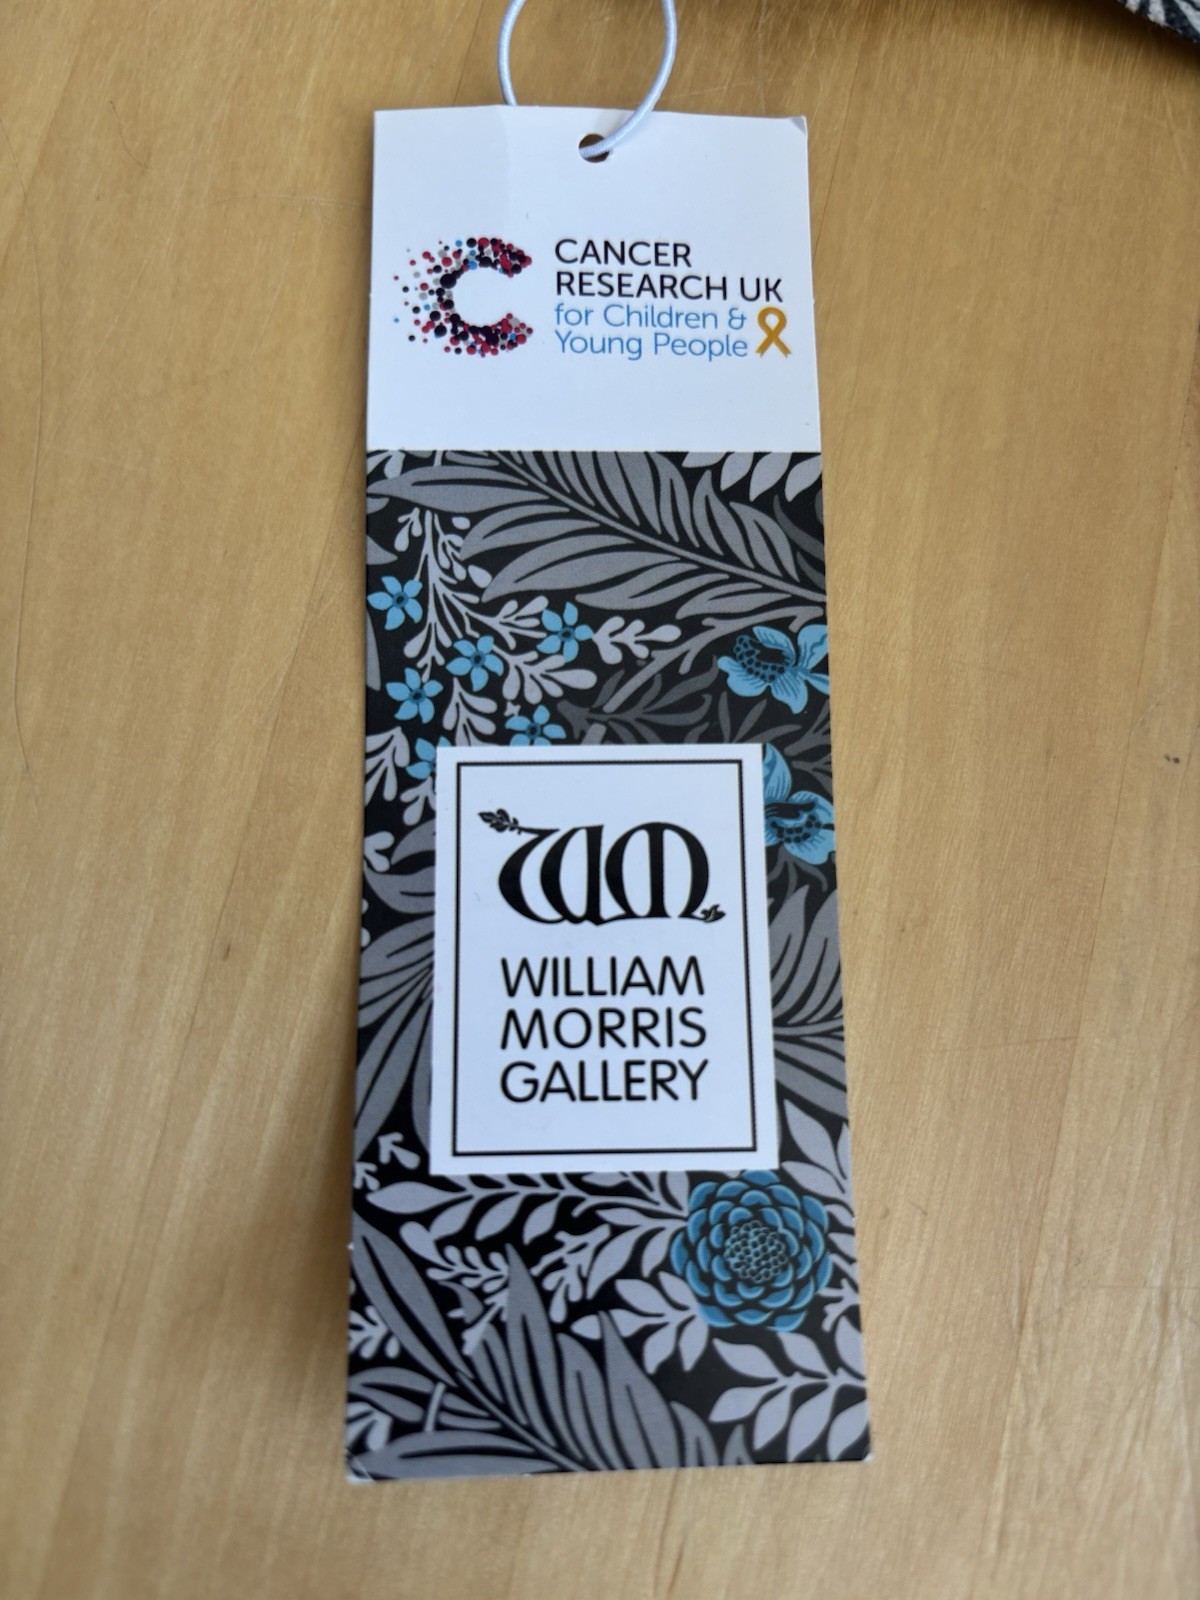 CANCER
RESEARCH UK
for Children &
Young People
WM
WILLIAM
MORRIS
GALLERY